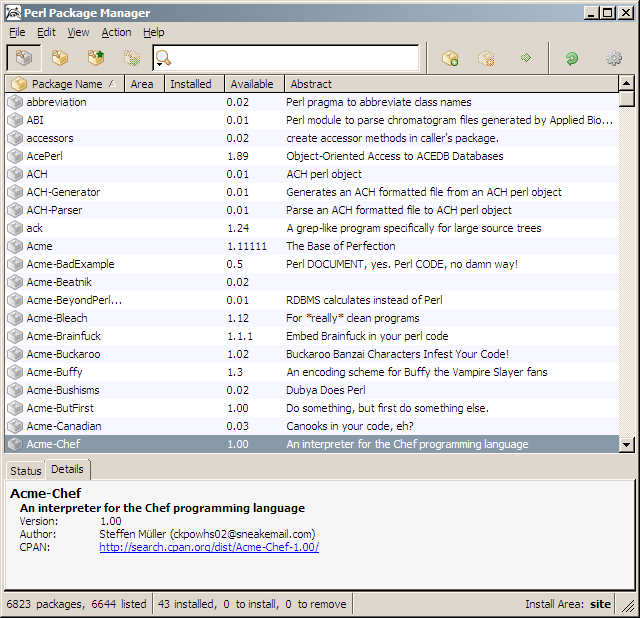 Perl Package Manager
File Edit View Action Help
Package Name Area Installed Available Abstract
abbreviation 0.02 Perl pragma to abbreviate class names
ABI 0.01 Perl module to parse chromatogram files generated by Applied Bio...
accessors 0.02 create accessor methods in caller's package.
AcePerl 1.89 Object-Oriented Access to ACEDB Databases
ACH 0.01 ACH perl object
ACH-Generator 0.01 Generates an ACH formatted file from an ACH perl object
ACH-Parser 0.01 Parse an ACH formatted file to ACH perl object
ack 1.24 A grep-like program specifically for large source trees
Acme 1.11111 The Base of Perfection
Acme-BadExample 0.5 Perl DOCUMENT, yes. Perl CODE, no damn way!
Acme-Beatnik 0.02
Acme-BeyondPerl... 0.01 RDBMS calculates instead of Perl
Acme-Bleach 1.12 For *really* clean programs
Acme-Brainfuck 1.1.1 Embed Brainfuck in your perl code
Acme-Buckaroo 1.02 Buckaroo Banzai Characters Infest Your Code!
Acme-Buffy 1.3 An encoding scheme for Buffy the Vampire Slayer fans
Acme-Bushisms 0.02 Dubya Does Perl
Acme-ButFirst 1.00 Do something, but first do something else.
Acme-Canadian 0.03 Canooks in your code, eh?
Acme-Chef 1.00 An interpreter for the Chef programming language
Status Details
Acme-Chef
An interpreter for the Chef programming language
Version: 1.00
Author: Steffen Müller (ckpowhs02@sneakemail.com)
CPAN: http://search.cpan.org/dist/Acme-Chef-1.00/
6823 packages, 6644 listed 43 installed, 0 to install, 0 to remove Install Area: site